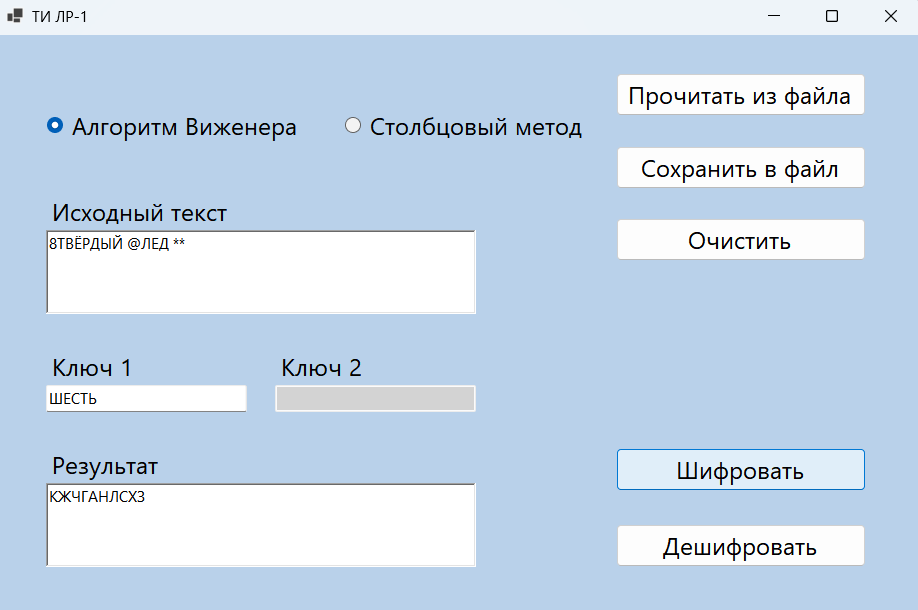 ТИ ЛР-1
Прочитать из файла
Алгоритм Виженера
Столбцовый метод
Сохранить в файл
Исходный текст
8ТВЁРДЫЙ @ЛЕД **
Очистить
Ключ 1
Ключ 2
ШЕСТЬ
Результат
КЖЧГАНЛСХЗ
Шифровать
Дешифровать